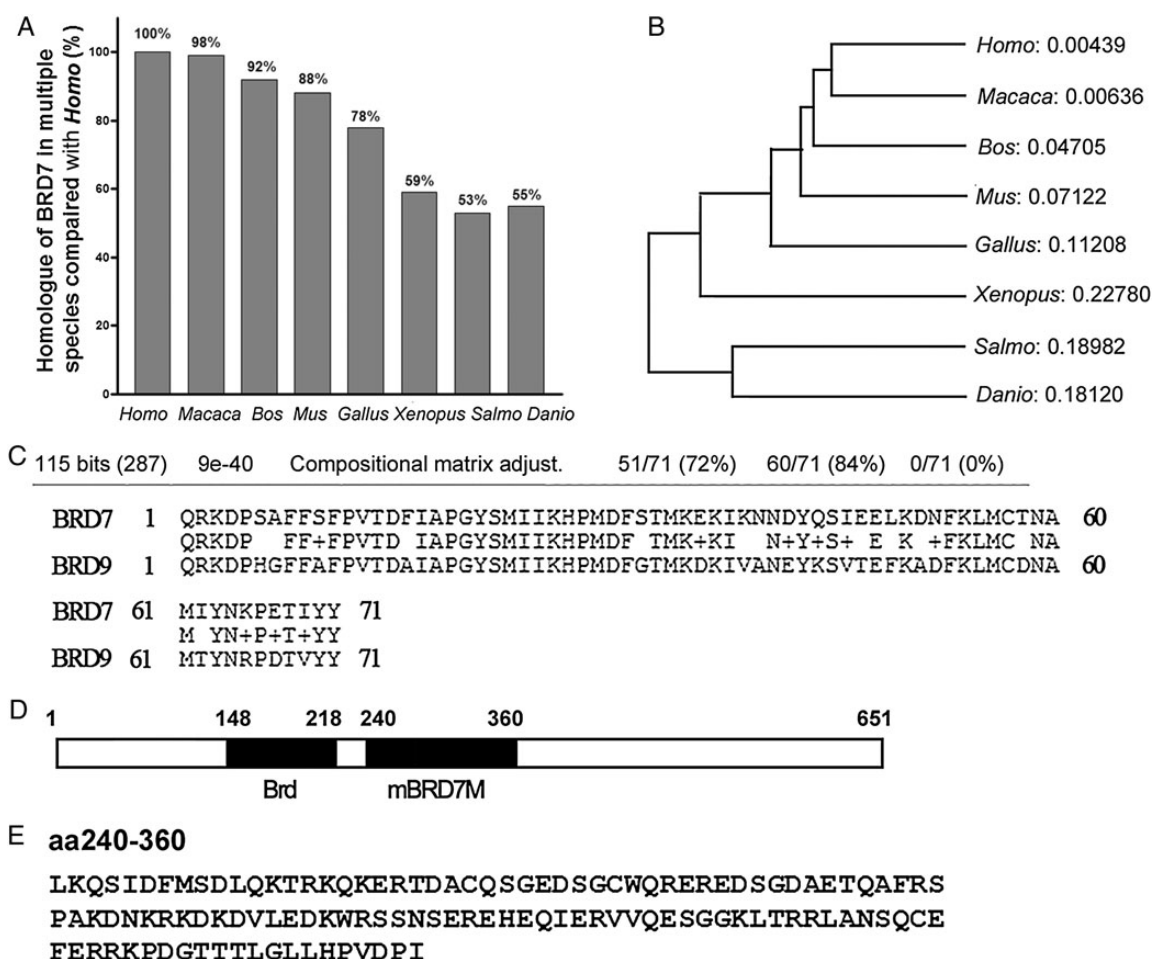 A
Homologue of BRD7 in multiple
species compaired with Homo (%)
100
80
60
40
20
0
100%
98%
92%
88%
78%
59%
53%
55%
Homo Macaca Bos Mus Gallus Xenopus Salmo Danio
B
Homo: 0.00439
Macaca: 0.00636
Bos: 0.04705
Mus: 0.07122
Gallus: 0.11208
Xenopus: 0.22780
Salmo: 0.18982
Danio: 0.18120
C
115 bits (287) 9e-40 Compositional matrix adjust. 51/71 (72%) 60/71 (84%) 0/71 (0%)
BRD7 1 QRKDPSAFFSFPVTDFIAPGYSMIIKHPMDFSTMKEKIKNNDYQSIEELKDNFKLMCTNA 60
QRKDP FF+FPVTD IAPGYSMIIKHPMDF TMK+KI N+Y+S+ E K +FKLMC NA
BRD9 1 QRKDPHGFFAFPVTDAIAPGYSMIIKHPMDFGTMKDKIVANEYKSVTEFKADFKLMCDNA 60
BRD7 61 MIYNKPETIYY 71
M YN+P+T+YY
BRD9 61 MTYNRPDTVYY 71
D
1 148 218 240 360 651
Brd mBRD7M
E aa240-360
LKQSIDFMSDLQKTRKQKERTDACQSGEDSGCWQREREDSGDAETQAFRS
PAKDNKRKDKDVLEDKWRSSNSEREHEQIERVVQESGGKLTRRLANSQCE
FERRKPDGTTTLGLLHPVDPI